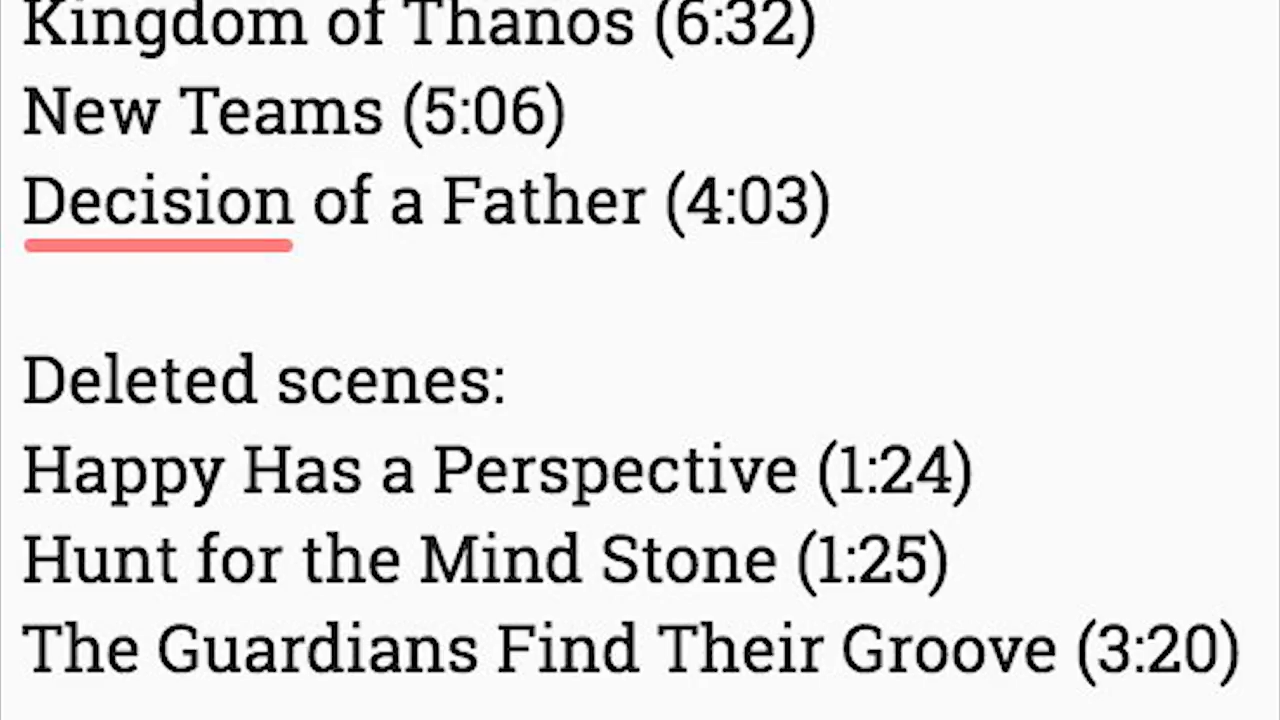 Kingdom of Thanos (6:32)
New Teams (5:06)
Decision of a Father (4:03)
Deleted scenes:
Happy Has a Perspective (1:24)
Hunt for the Mind Stone (1:25)
The Guardians Find Their Groove (3:20)